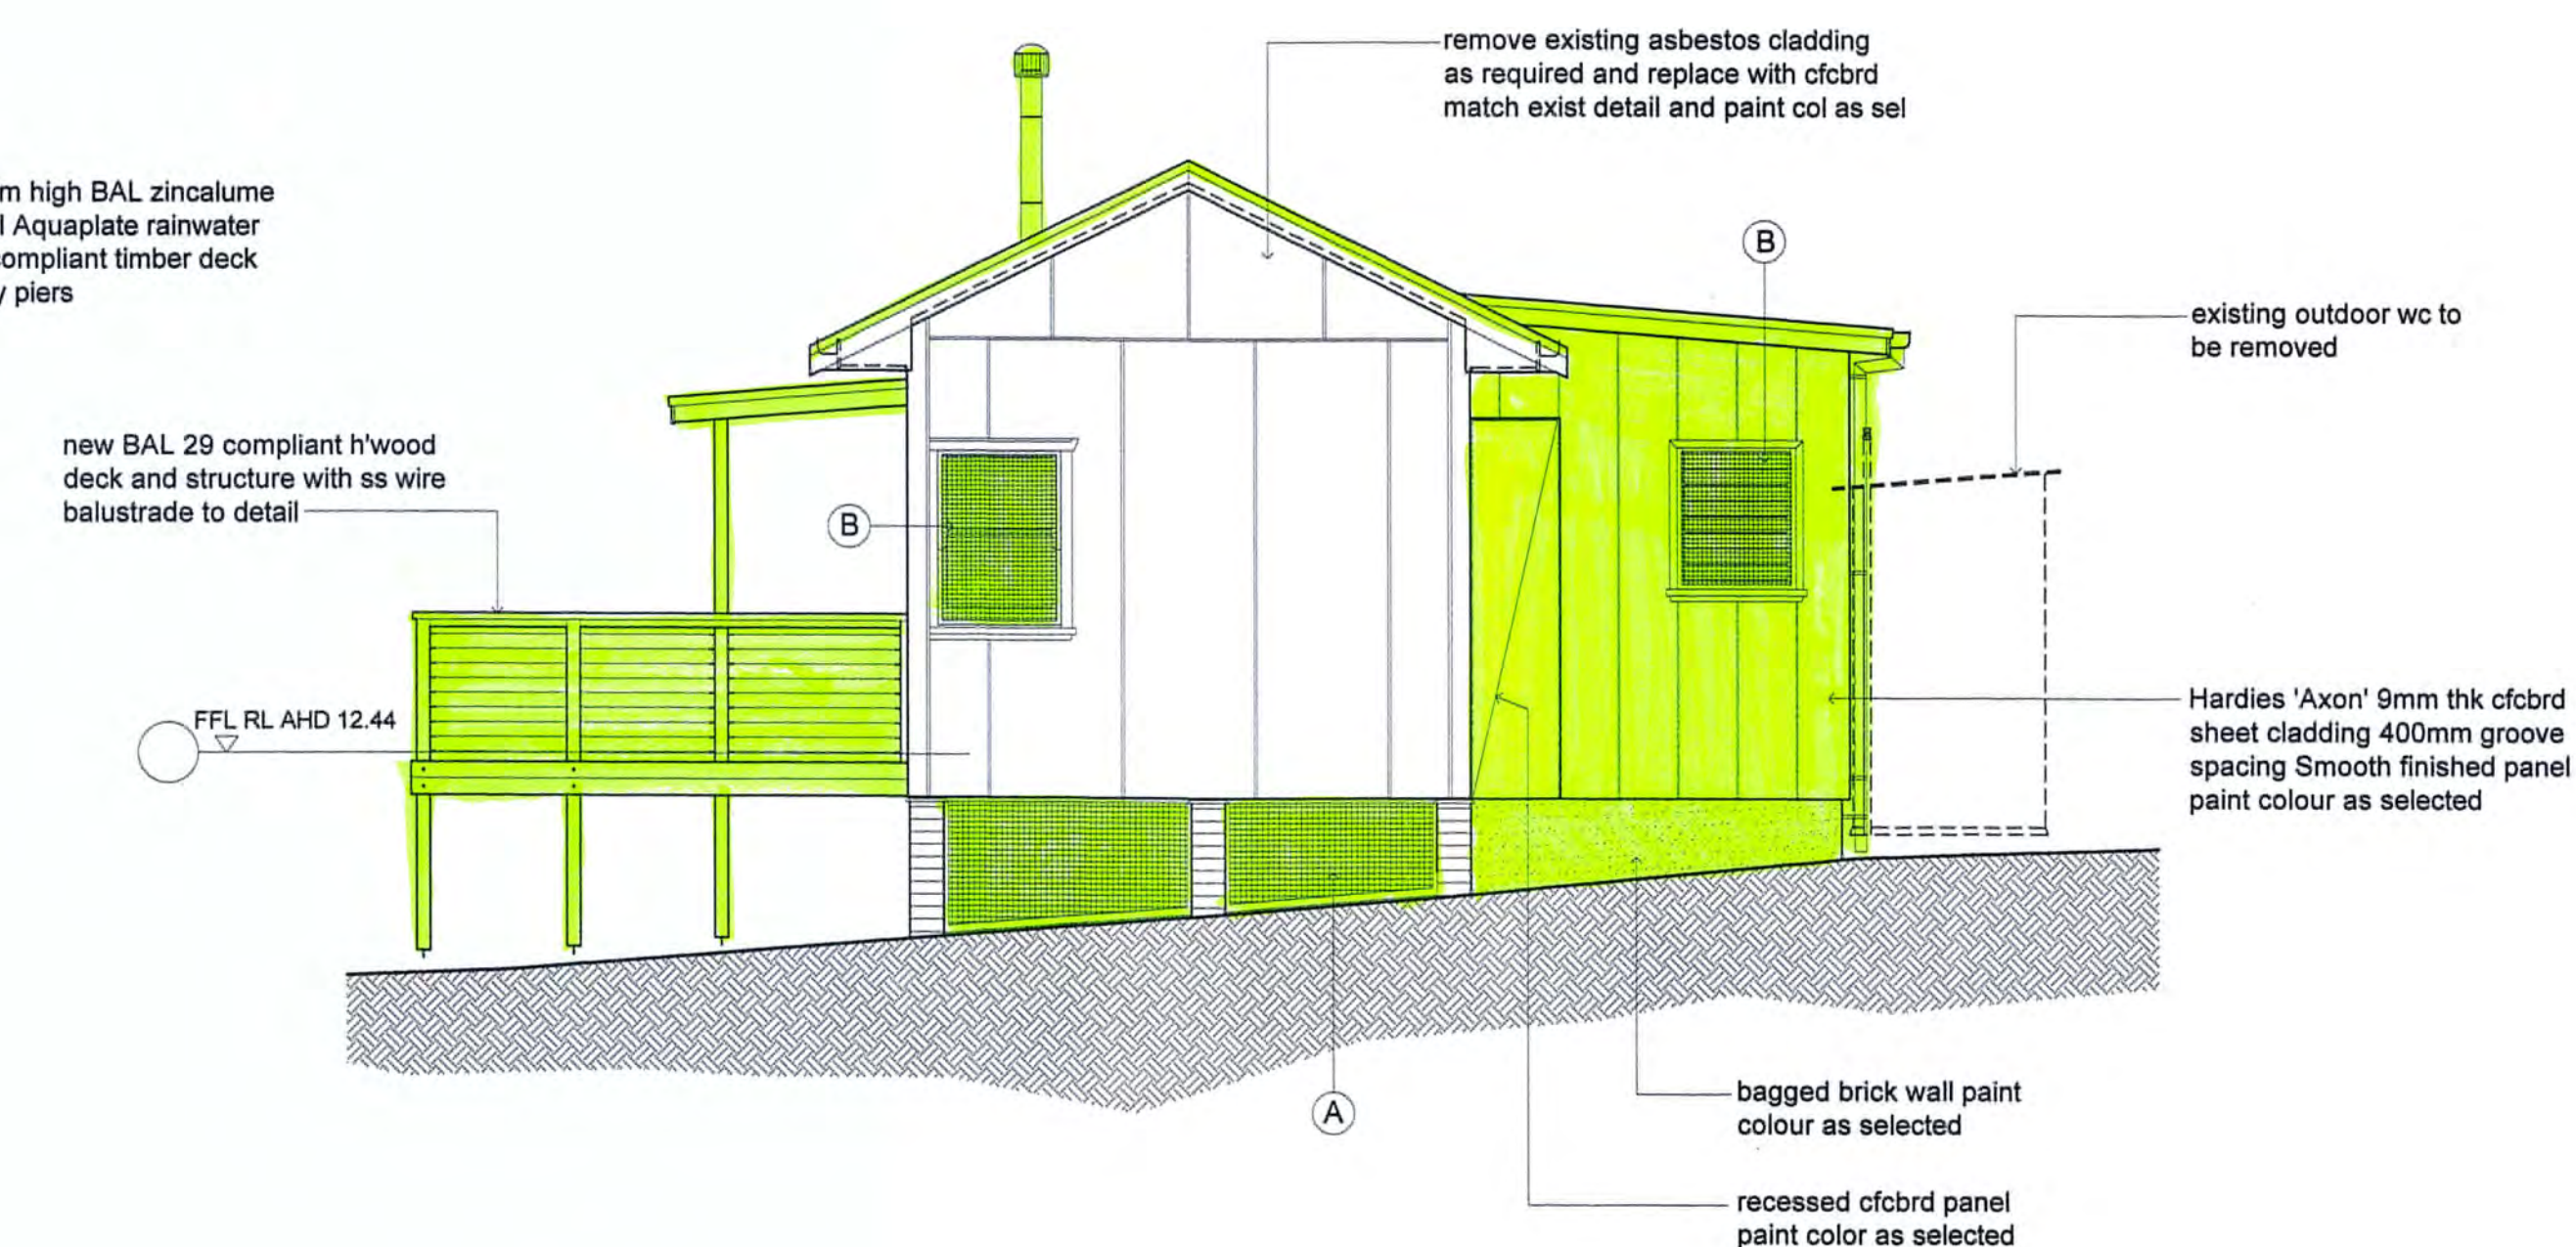 remove existing asbestos cladding
as required and replace with cfcbrd
match exist detail and paint col as sel
high BAL zincalume
Aquaplate rainwater
timber deck
piers
B
existing outdoor wc to
be removed
new BAL 29 compliant h'wood
deck and structure with ss wire
balustrade to detail
B
FFL RL AHD 12.44
Hardies 'Axon' 9mm thk cfcbrd
sheet cladding 400mm groove
spacing Smooth finished panel
paint colour as selected
A
bagged brick wall paint
colour as selected
recessed cfcbrd panel
paint color as selected